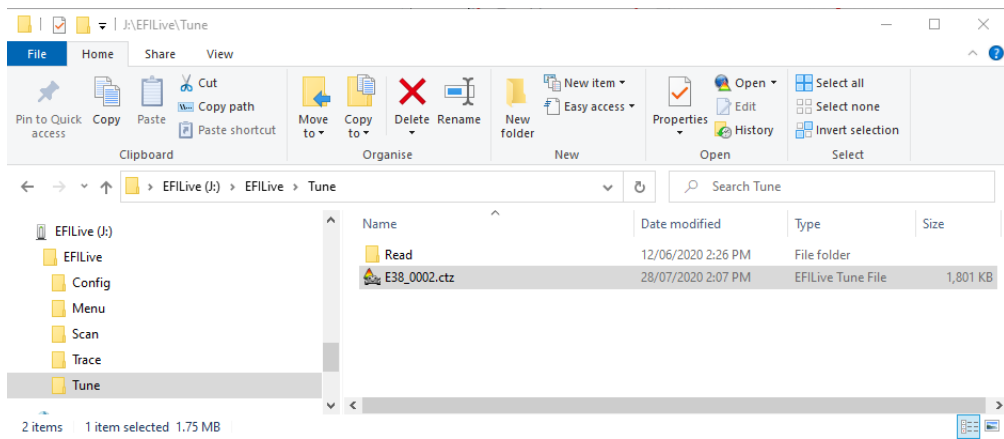 J:\EFILive\Tune
File Home Share View
Pin to Quick access
Copy
Paste
Cut
Copy path
Paste shortcut
Clipboard
Move to
Copy to
Delete
Rename
Organise
New folder
New item
Easy access
New
Properties
Open
Edit
History
Open
Select all
Select none
Invert selection
Select
EFILive (J:) > EFILive > Tune
Search Tune
EFILive (J:)
EFILive
Config
Menu
Scan
Trace
Tune
Name Date modified Type Size
Read 12/06/2020 2:26 PM File folder
E38_0002.ctz 28/07/2020 2:07 PM EFILive Tune File 1,801 KB
2 items 1 item selected 1.75 MB